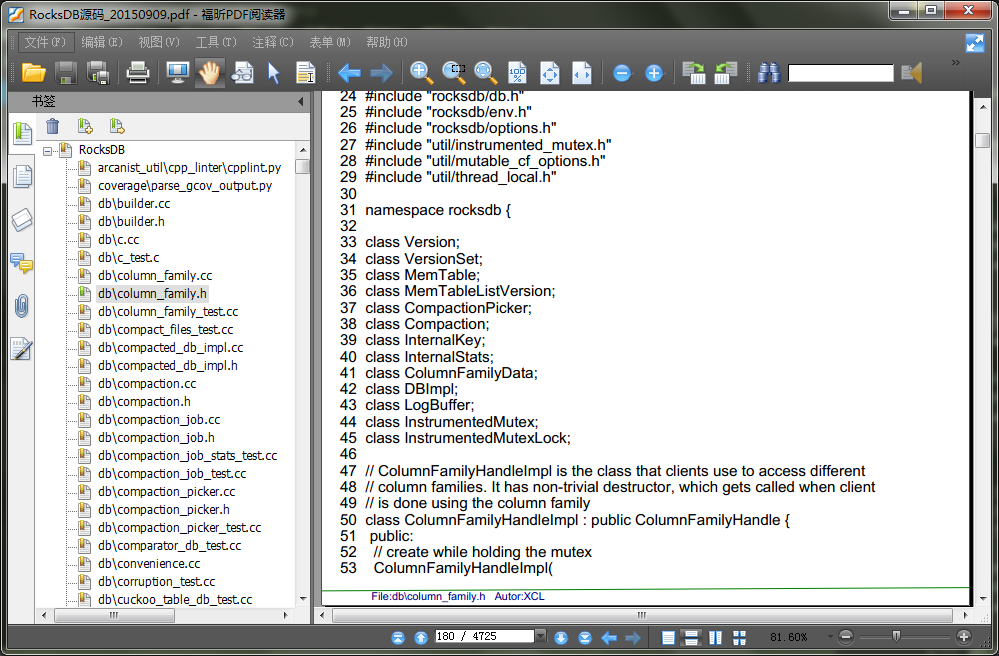 RocksDB源码_20150909.pdf - 福昕PDF阅读器
文件(F) 编辑(E) 视图(V) 工具(T) 注释(C) 表单(M) 帮助(H)
书签
RocksDB
arcanist_util\cpp_linter\cpplint.py
coverage\parse_gcov_output.py
db\builder.cc
db\builder.h
db\c.cc
db\c_test.c
db\column_family.cc
db\column_family.h
db\column_family_test.cc
db\compact_files_test.cc
db\compacted_db_impl.cc
db\compacted_db_impl.h
db\compaction.cc
db\compaction.h
db\compaction_job.cc
db\compaction_job.h
db\compaction_job_stats_test.cc
db\compaction_job_test.cc
db\compaction_picker.cc
db\compaction_picker.h
db\compaction_picker_test.cc
db\comparator_db_test.cc
db\convenience.cc
db\corruption_test.cc
db\cuckoo_table_db_test.cc
24 #include "rocksdb/db.h"
25 #include "rocksdb/env.h"
26 #include "rocksdb/options.h"
27 #include "util/instrumented_mutex.h"
28 #include "util/mutable_cf_options.h"
29 #include "util/thread_local.h"
30
31 namespace rocksdb {
32
33 class Version;
34 class VersionSet;
35 class MemTable;
36 class MemTableListVersion;
37 class CompactionPicker;
38 class Compaction;
39 class InternalKey;
40 class InternalStats;
41 class ColumnFamilyData;
42 class DBImpl;
43 class LogBuffer;
44 class InstrumentedMutex;
45 class InstrumentedMutexLock;
46
47 // ColumnFamilyHandleImpl is the class that clients use to access different
48 // column families. It has non-trivial destructor, which gets called when client
49 // is done using the column family
50 class ColumnFamilyHandleImpl : public ColumnFamilyHandle {
51 public:
52 // create while holding the mutex
53 ColumnFamilyHandleImpl(
File:db\column_family.h Autor:XCL
180 / 4725
81.60%